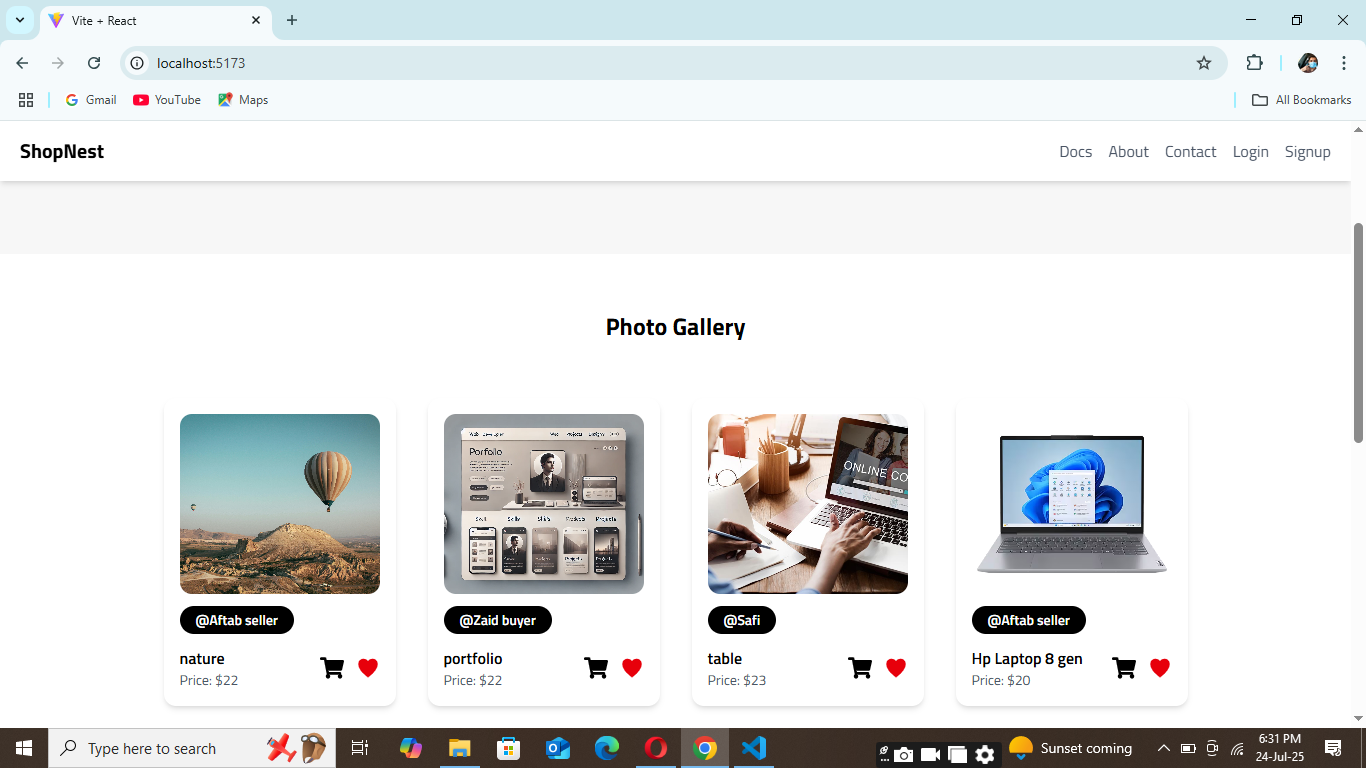 Vite + React
localhost:5173
Gmail
YouTube
Maps
All Bookmarks
ShopNest
Docs
About
Contact
Login
Signup
Photo Gallery
Porfolio
ONLINE CO
@Aftab seller
@Zaid buyer
@Safi
@Aftab seller
nature
Price: $22
portfolio
Price: $22
table
Price: $23
Hp Laptop 8 gen
Price: $20
Type here to search
Sunset coming
6:31 PM
24-Jul-25